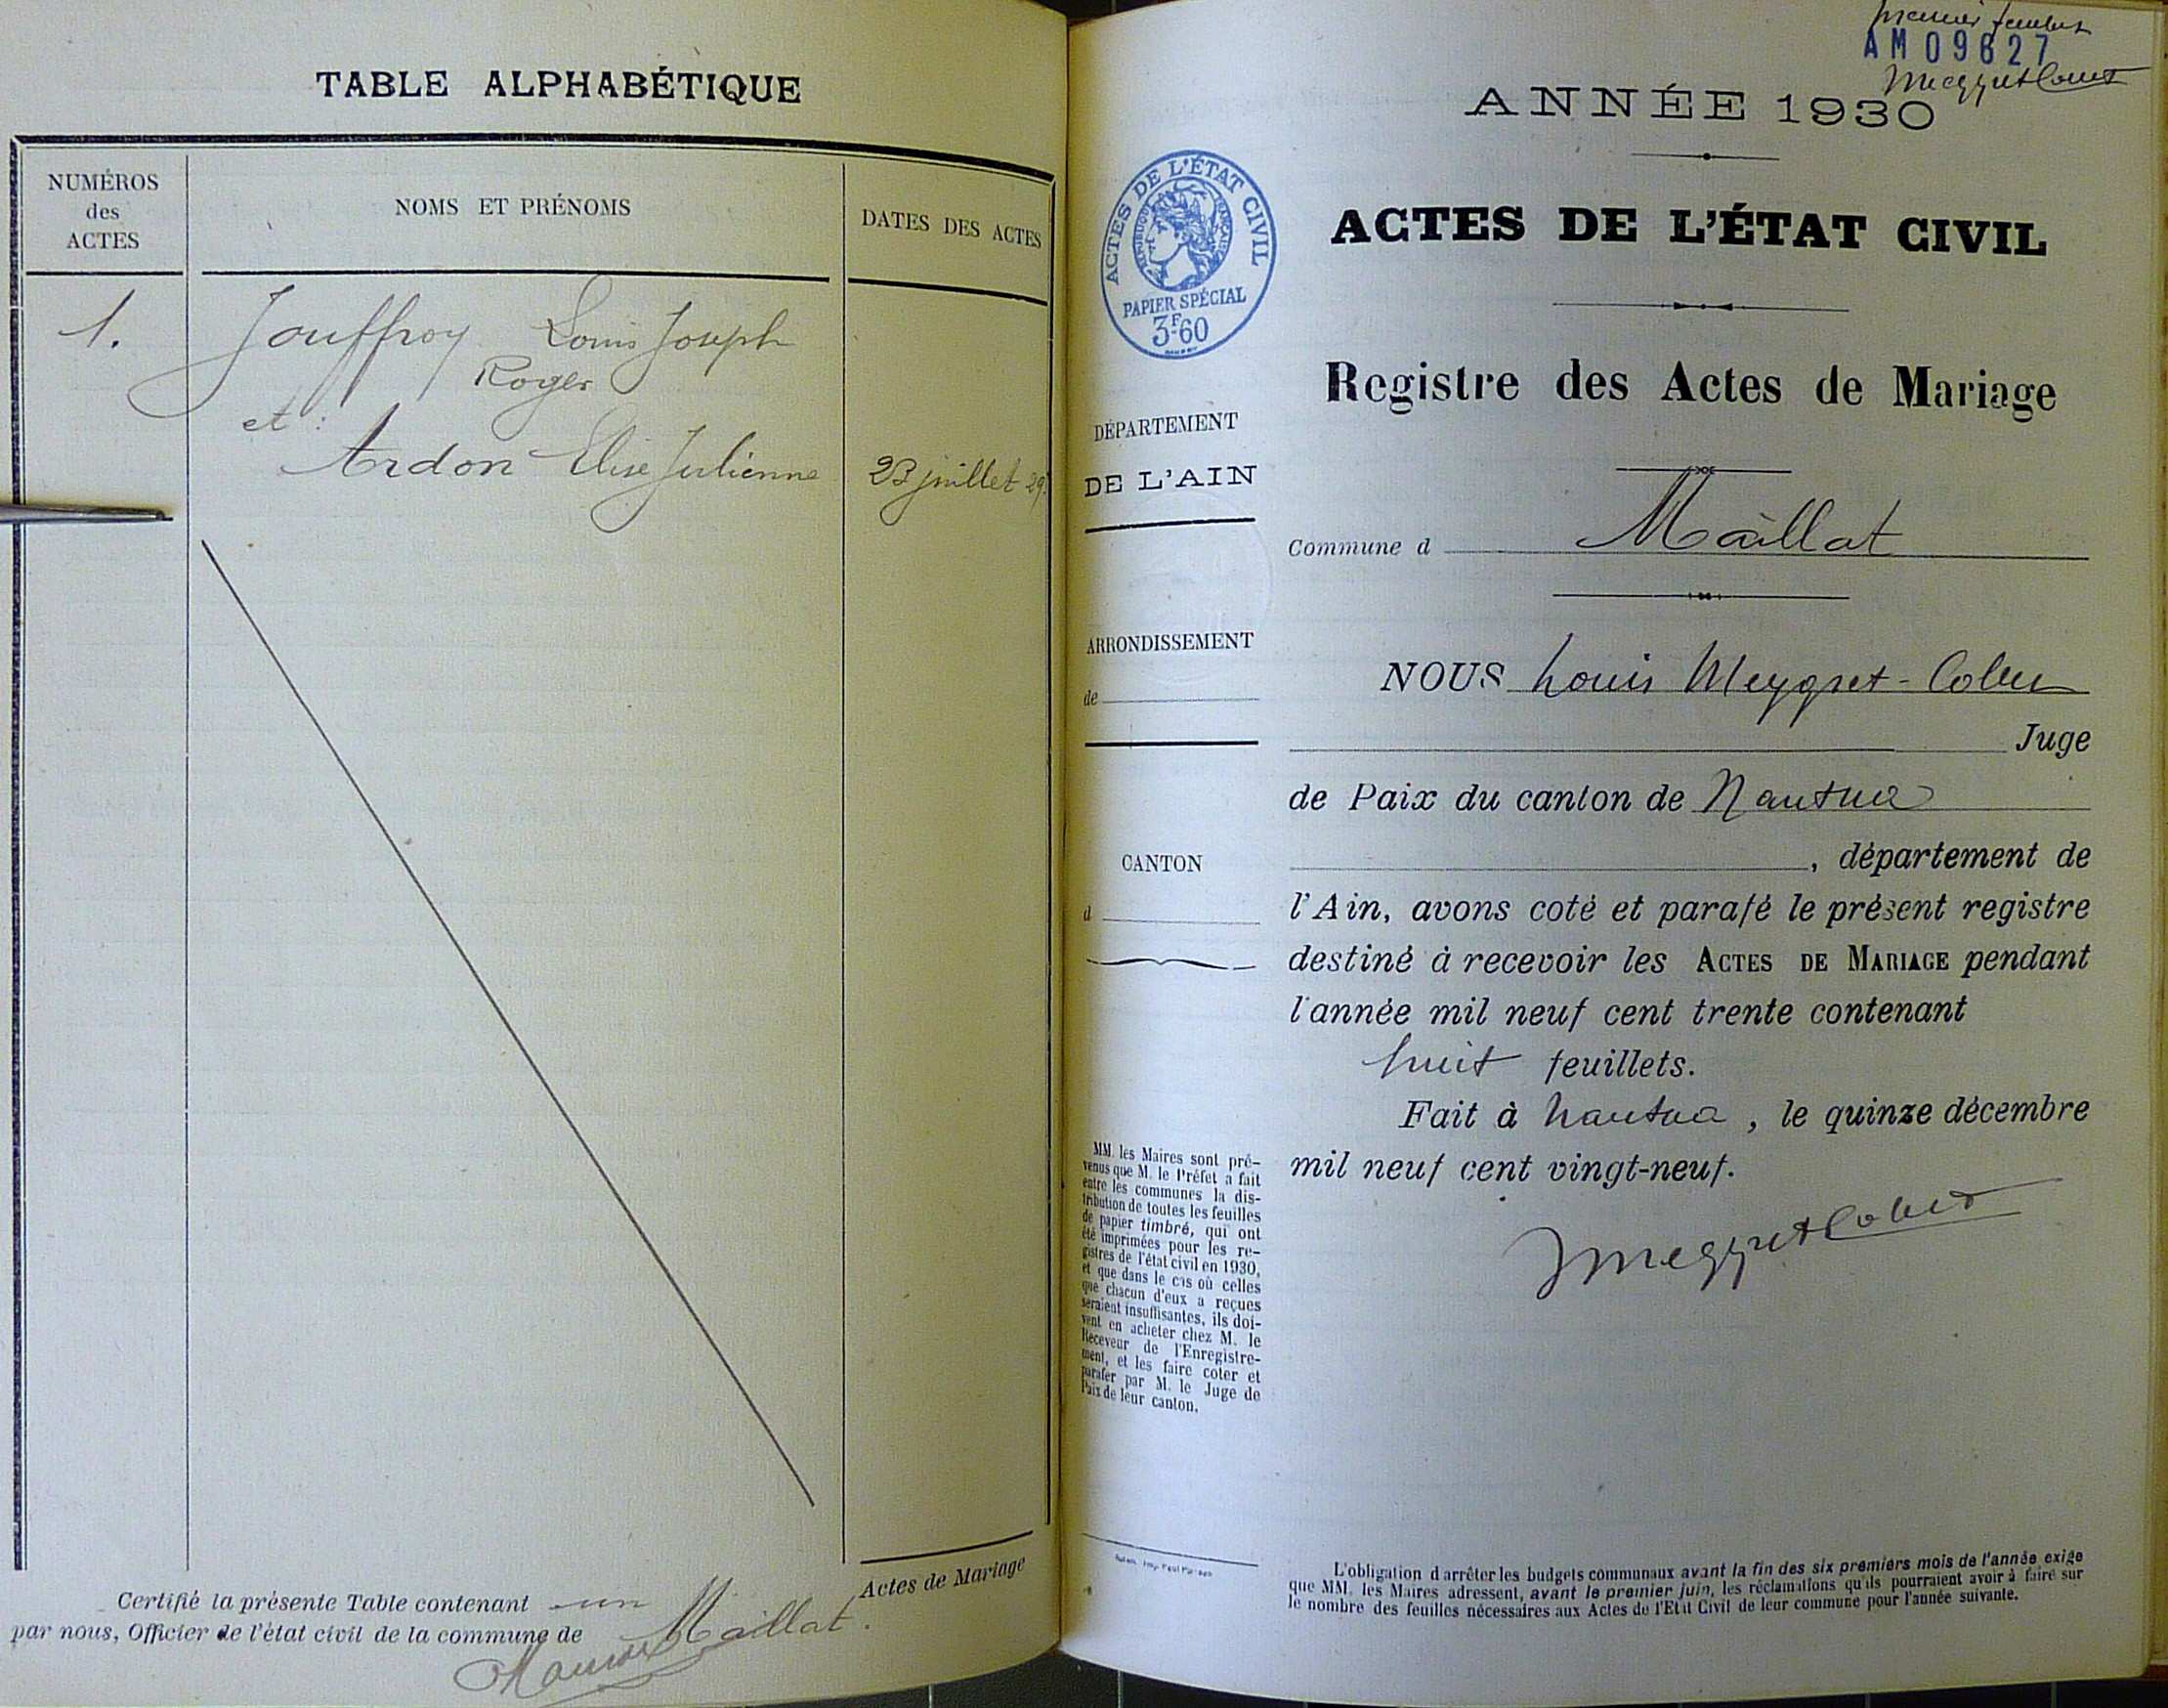 TABLE ALPHABÉTIQUE
NUMÉROS
des
ACTES
NOMS ET PRÉNOMS
DATES DES ACTES
1.
Jouffroy Louis Joseph
Roger
et :
Ardon Elise Julienne
23 juillet 29
Certifié la présente Table contenant un Actes de Mariage
par nous, Officier de l'état civil de la commune de Maillat.
premier feuillet
AM 09627
ANNÉE 1930
ACTES DE L'ÉTAT CIVIL
RÉPUBLIQUE FRANÇAISE
PAPIER SPÉCIAL
3F60
ACTES DE L'ÉTAT CIVIL
Registre des Actes de Mariage
DÉPARTEMENT
DE L'AIN
Commune d Maillat
ARRONDISSEMENT
de
NOUS Louis Meygret-Collet
Juge
de Paix du canton de Nantua
, département de
CANTON
d
l'Ain, avons coté et parafé le présent registre
destiné à recevoir les ACTES DE MARIAGE pendant
l'année mil neuf cent trente contenant
huit feuillets.
Fait à Nantua, le quinze décembre
mil neuf cent vingt-neuf.
MM. les Maires sont pré-
venus que M. le Préfet a fait
entre les communes la dis-
tribution de toutes les feuilles
de papier timbré, qui ont
été imprimées pour les re-
gistres de l'état civil en 1930,
et que dans le cas où celles
que chacun d'eux a reçues
seraient insuffisantes, ils doi-
vent en acheter chez M. le
Receveur de l'Enregistre-
ment, et les faire coter et
parafer par M. le Juge de
Paix de leur canton.
L'obligation d'arrêter les budgets communaux avant la fin des six premiers mois de l'année exige
que MM. les Maires adressent, avant le premier juin, les réclamations qu'ils pourraient avoir à faire sur
le nombre des feuilles nécessaires aux Actes de l'Etat Civil de leur commune pour l'année suivante.